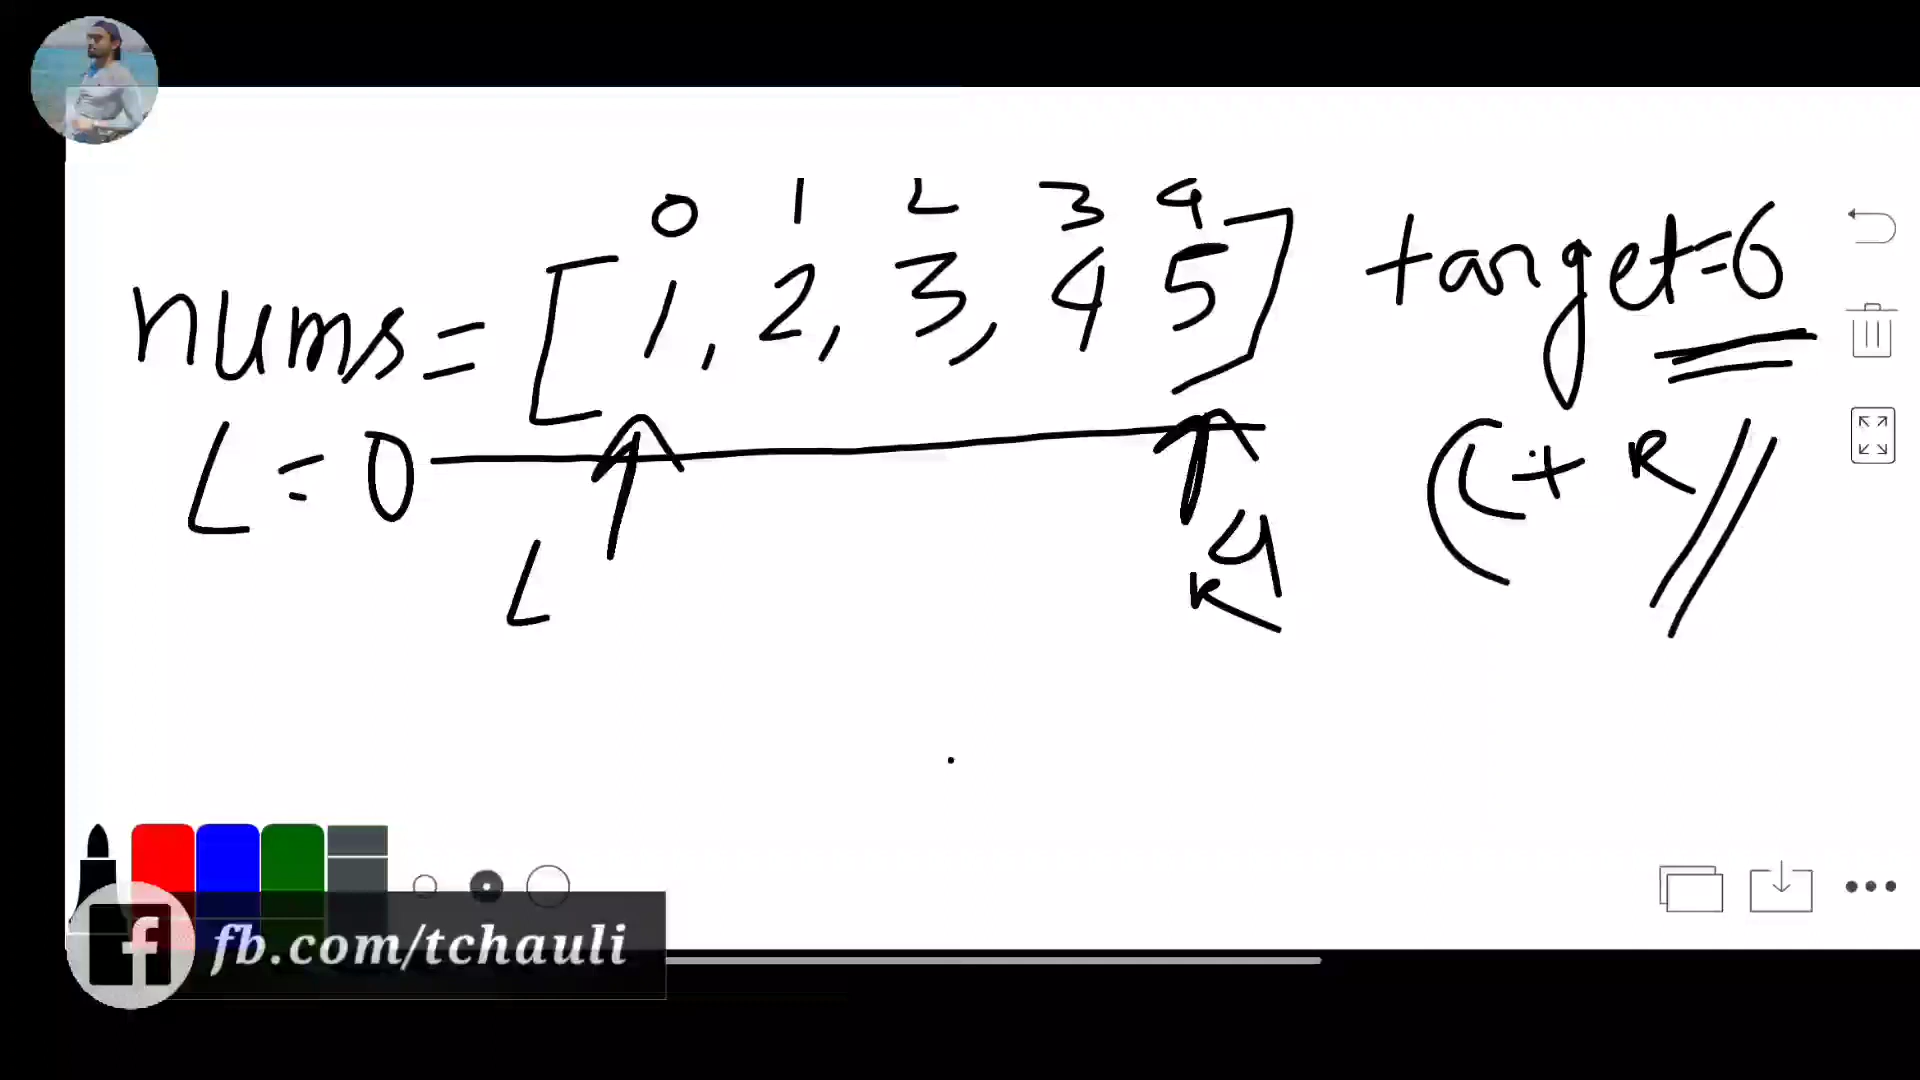 0 1 2 3 4
nums = [1, 2, 3, 4 5] target = 6
L = 0
(L + R //
L
4
R
fb.com/tchauli